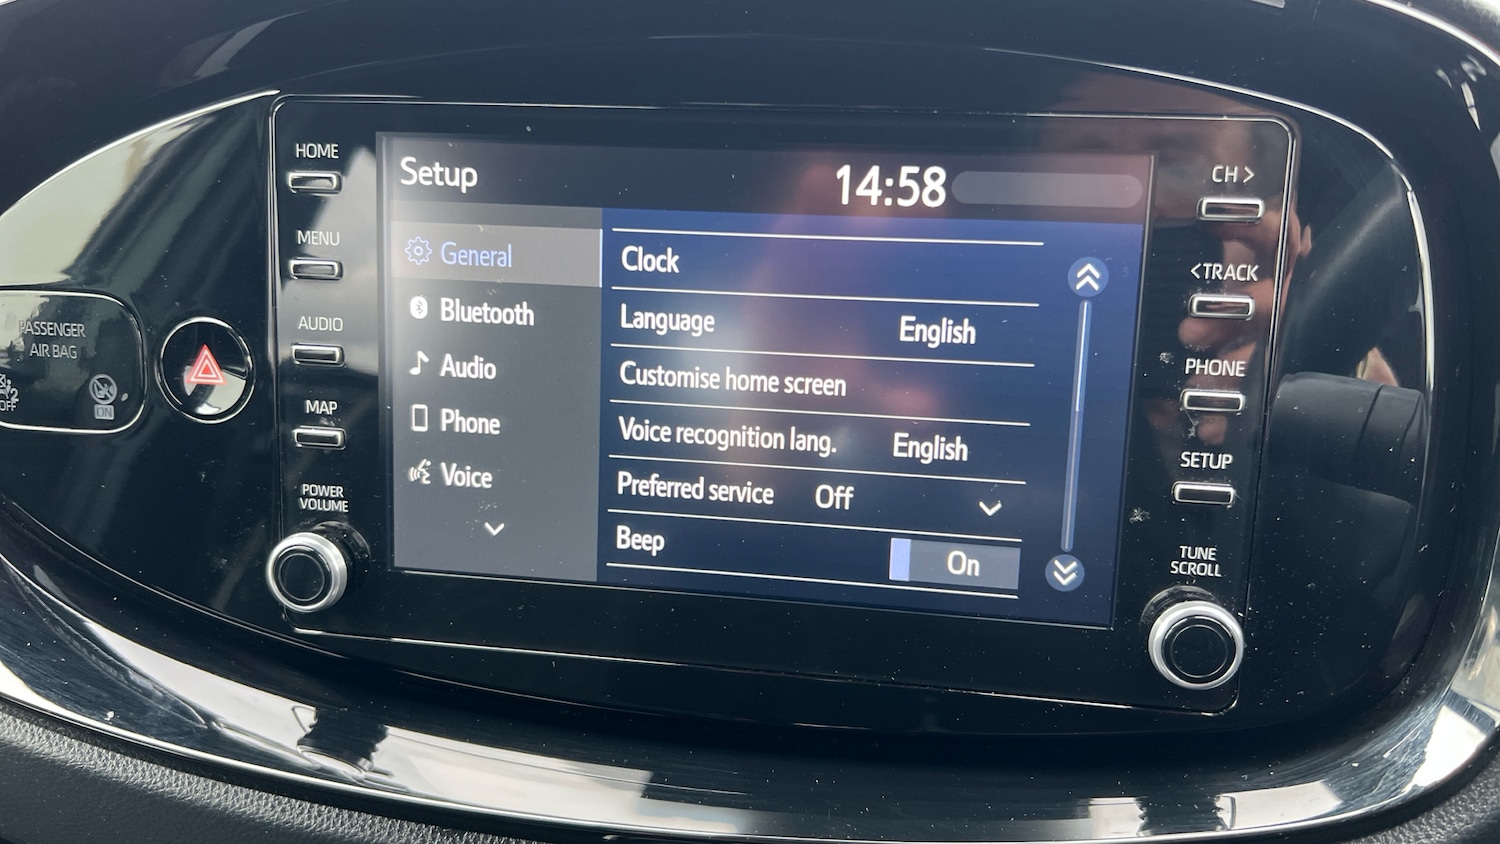 HOME
MENU
AUDIO
MAP
POWER
VOLUME
PASSENGER
AIR BAG
OFF
2
ON
Setup
14:58
General
Bluetooth
Audio
Phone
Voice
Clock
Language English
Customise home screen
Voice recognition lang. English
Preferred service Off
Beep On
CH >
< TRACK
PHONE
SETUP
TUNE
SCROLL